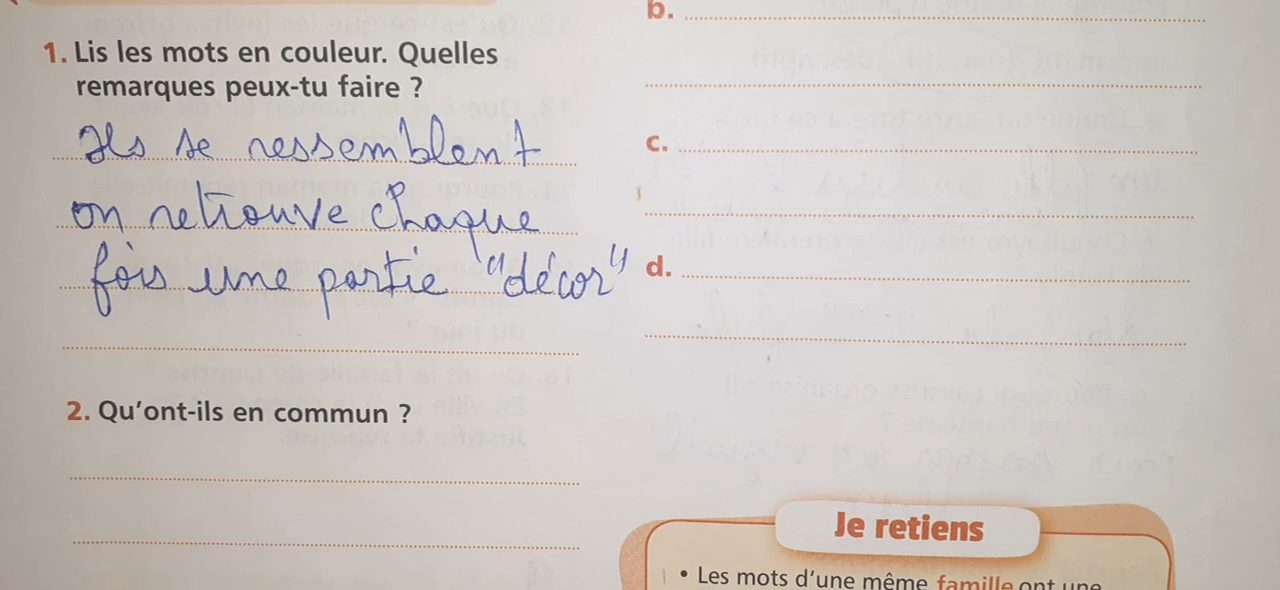 1. Lis les mots en couleur. Quelles
remarques peux-tu faire ?
Ils se ressemblent
on retrouve chaque
fois une partie "décor"
2. Qu'ont-ils en commun ?
b.
c.
d.
Je retiens
• Les mots d'une même famille ont une